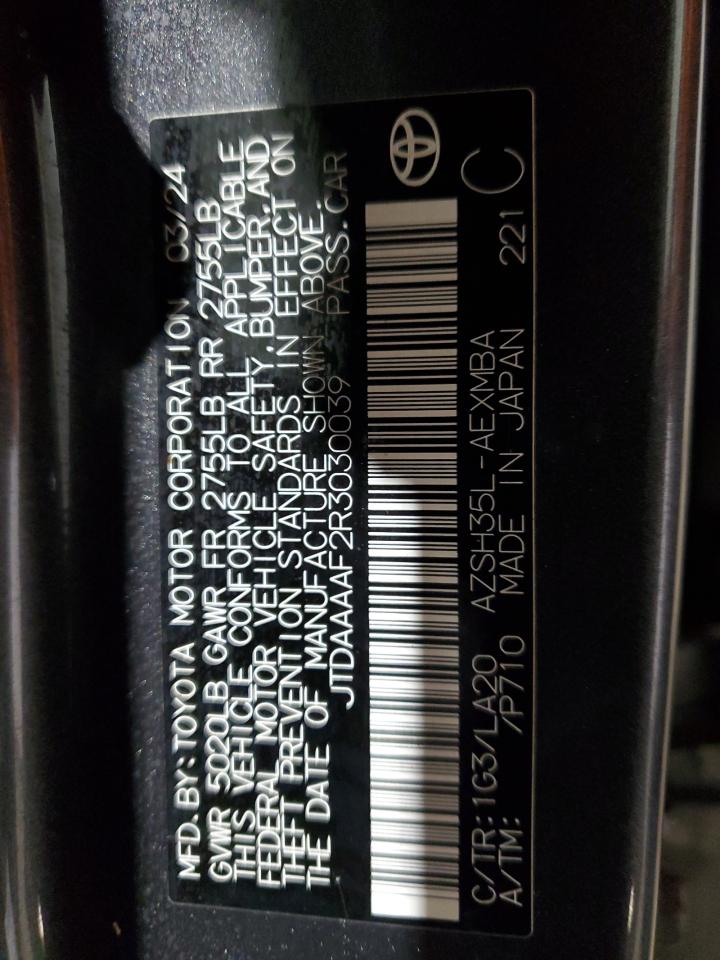 MFD. BY: TOYOTA MOTOR CORPORATION 03/24
GVWR 5020LB GAWR FR 2755LB RR 2755LB
THIS VEHICLE CONFORMS TO ALL APPLICABLE
FEDERAL MOTOR VEHICLE SAFETY, BUMPER, AND
THEFT PREVENTION STANDARDS IN EFFECT ON
THE DATE OF MANUFACTURE SHOWN ABOVE.
JTDAAAAF2R3030039 PASS. CAR
C/TR: 1G3/LA20 AZSH35L-AEXMBA
A/TM: /P710 MADE IN JAPAN 221 C